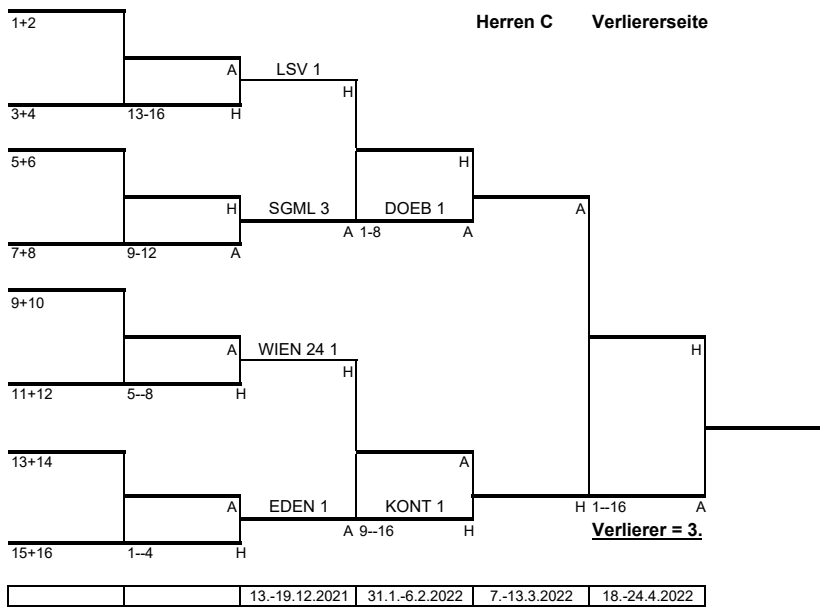 Herren C Verliererseite
1+2
A
LSV 1
H
3+4
13-16
H
5+6
H
H
SGML 3
DOEB 1
A
A 1-8
A
7+8
9-12
A
9+10
A
WIEN 24 1
H
H
11+12
5--8
H
13+14
A
A
EDEN 1
KONT 1
H 1--16
A
A 9--16
H
Verlierer = 3.
15+16
1--4
H
13.-19.12.2021
31.1.-6.2.2022
7.-13.3.2022
18.-24.4.2022